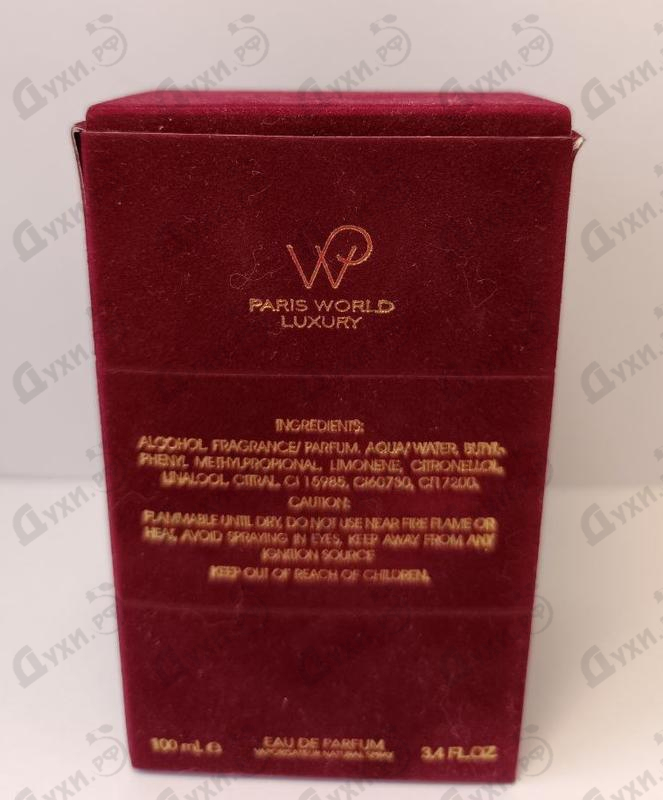 WP
PARIS WORLD
LUXURY
INGREDIENTS:
ALCOHOL, FRAGRANCE/ PARFUM, AQUA/ WATER, BUTYL-
PHENYL METHYLPROPIONAL, LIMONENE, CITRONELLOL,
LINALOOL, CITRAL, CI 15985, CI60730, CI17200,
CAUTION:
FLAMMABLE UNTIL DRY, DO NOT USE NEAR FIRE FLAME OR
HEAT, AVOID SPRAYING IN EYES, KEEP AWAY FROM ANY
IGNITION SOURCE
KEEP OUT OF REACH OF CHILDREN,
100 mL e
EAU DE PARFUM
VAPORISATEUR NATURAL SPRAY
3.4 FL.OZ
Духи.рф